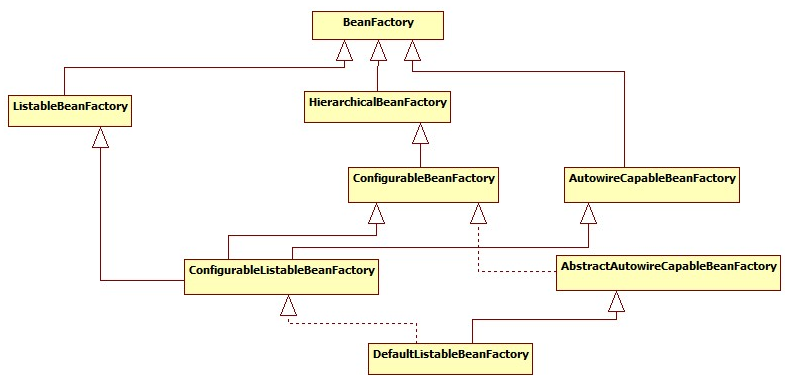 BeanFactory
ListableBeanFactory
HierarchicalBeanFactory
ConfigurableBeanFactory
AutowireCapableBeanFactory
ConfigurableListableBeanFactory
AbstractAutowireCapableBeanFactory
DefaultListableBeanFactory